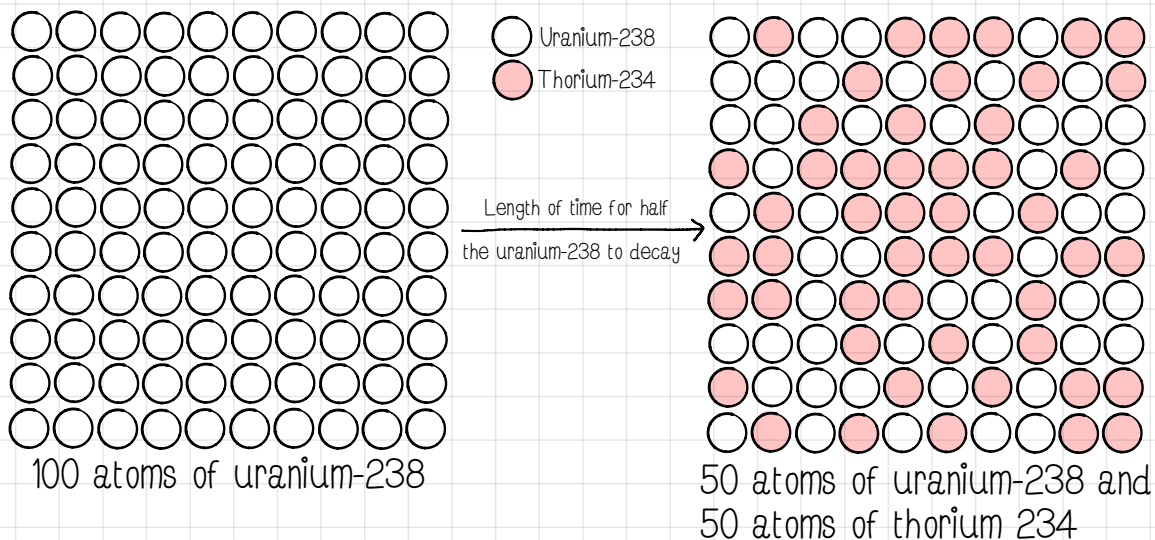 Uranium-238
Thorium-234
Length of time for half
the uranium-238 to decay
100 atoms of uranium-238
50 atoms of uranium-238 and
50 atoms of thorium 234